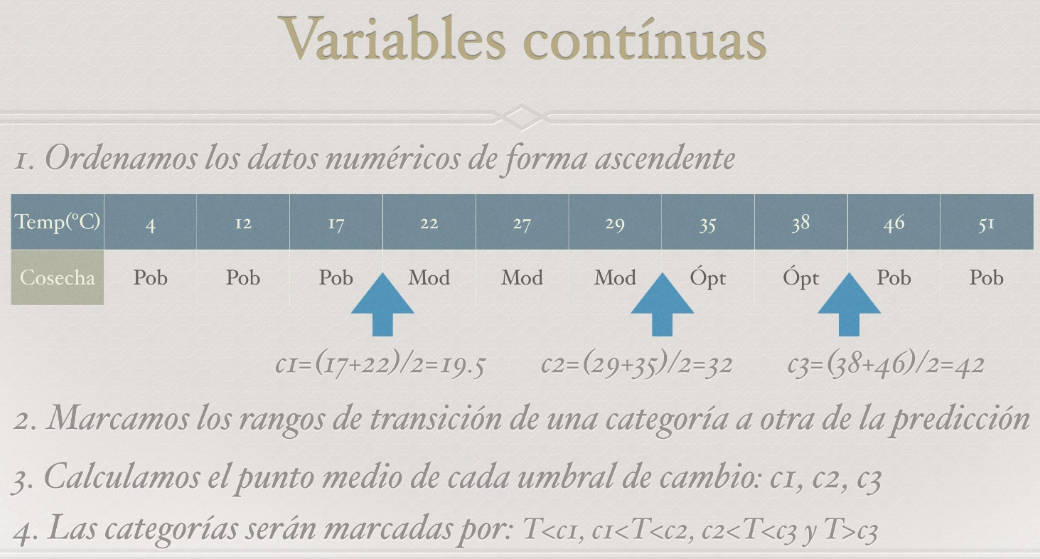 Variables contínuas
1. Ordenamos los datos numéricos de forma ascendente
Temp(ºC) 4 12 17 22 27 29 35 38 46 51
Cosecha Pob Pob Pob Mod Mod Mod Ópt Ópt Pob Pob
c1=(17+22)/2=19.5 c2=(29+35)/2=32 c3=(38+46)/2=42
2. Marcamos los rangos de transición de una categoría a otra de la predicción
3. Calculamos el punto medio de cada umbral de cambio: c1, c2, c3
4. Las categorías serán marcadas por: T<c1, c1<T<c2, c2<T<c3 y T>c3